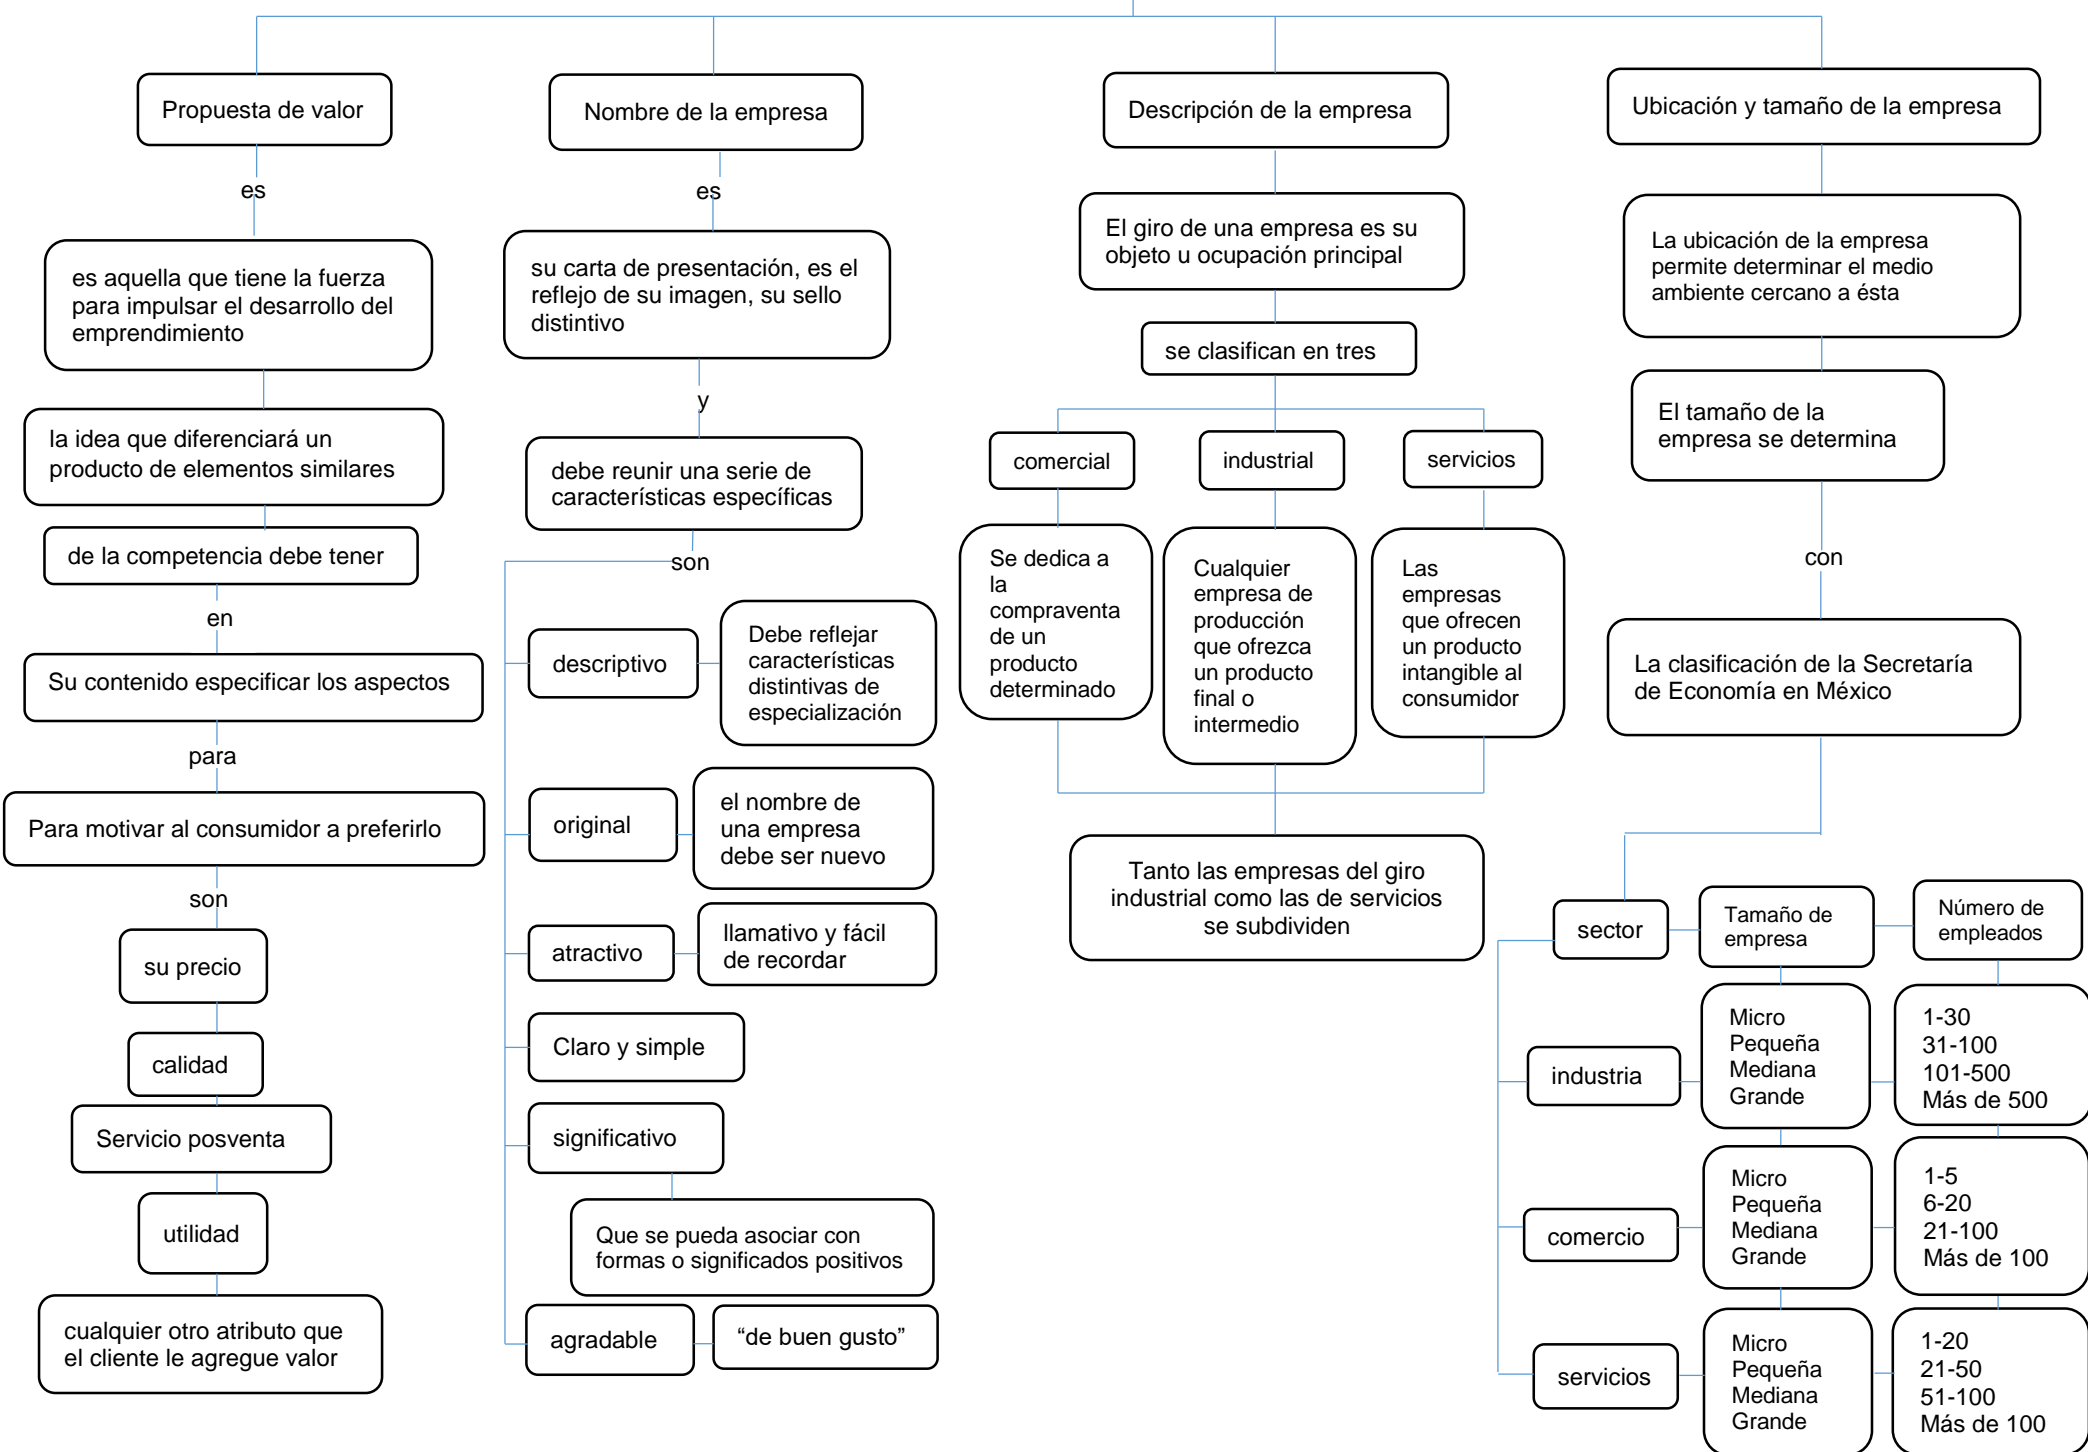 Propuesta de valor
es
es aquella que tiene la fuerza
para impulsar el desarrollo del
emprendimiento
la idea que diferenciará un
producto de elementos similares
de la competencia debe tener
en
Su contenido especificar los aspectos
para
Para motivar al consumidor a preferirlo
son
su precio
calidad
Servicio posventa
utilidad
cualquier otro atributo que
el cliente le agregue valor
Nombre de la empresa
es
su carta de presentación, es el
reflejo de su imagen, su sello
distintivo
y
debe reunir una serie de
características específicas
son
descriptivo
Debe reflejar
características
distintivas de
especialización
original
el nombre de
una empresa
debe ser nuevo
atractivo
llamativo y fácil
de recordar
Claro y simple
significativo
Que se pueda asociar con
formas o significados positivos
agradable
“de buen gusto”
Descripción de la empresa
El giro de una empresa es su
objeto u ocupación principal
se clasifican en tres
comercial
Se dedica a
la
compraventa
de un
producto
determinado
industrial
Cualquier
empresa de
producción
que ofrezca
un producto
final o
intermedio
servicios
Las
empresas
que ofrecen
un producto
intangible al
consumidor
Tanto las empresas del giro
industrial como las de servicios
se subdividen
Ubicación y tamaño de la empresa
La ubicación de la empresa
permite determinar el medio
ambiente cercano a ésta
El tamaño de la
empresa se determina
con
La clasificación de la Secretaría
de Economía en México
sector
Tamaño de
empresa
Número de
empleados
industria
Micro
Pequeña
Mediana
Grande
1-30
31-100
101-500
Más de 500
comercio
Micro
Pequeña
Mediana
Grande
1-5
6-20
21-100
Más de 100
servicios
Micro
Pequeña
Mediana
Grande
1-20
21-50
51-100
Más de 100